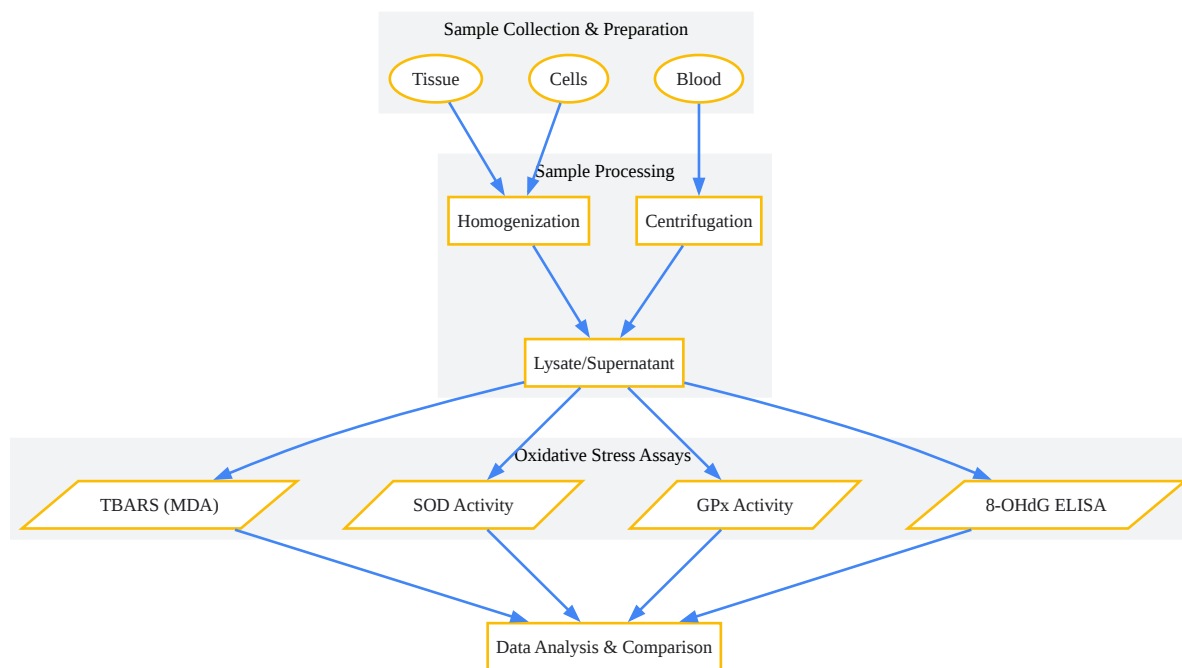 Sample Collection & Preparation
Tissue
Cells
Blood
Sample Processing
Homogenization
Centrifugation
Lysate/Supernatant
Oxidative Stress Assays
TBARS (MDA)
SOD Activity
GPx Activity
8-OHdG ELISA
Data Analysis & Comparison